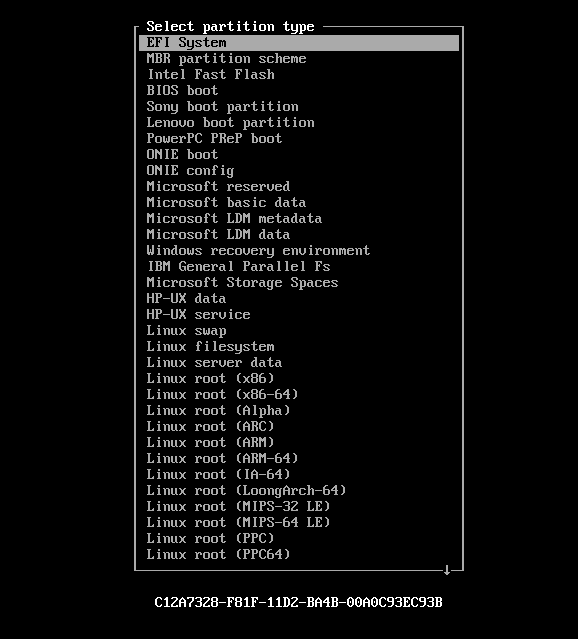 Select partition type
EFI System
MBR partition scheme
Intel Fast Flash
BIOS boot
Sony boot partition
Lenovo boot partition
PowerPC PReP boot
ONIE boot
ONIE config
Microsoft reserved
Microsoft basic data
Microsoft LDM metadata
Microsoft LDM data
Windows recovery environment
IBM General Parallel Fs
Microsoft Storage Spaces
HP-UX data
HP-UX service
Linux swap
Linux filesystem
Linux server data
Linux root (x86)
Linux root (x86-64)
Linux root (Alpha)
Linux root (ARC)
Linux root (ARM)
Linux root (ARM-64)
Linux root (IA-64)
Linux root (LoongArch-64)
Linux root (MIPS-32 LE)
Linux root (MIPS-64 LE)
Linux root (PPC)
Linux root (PPC64)
↓
C12A7328-F81F-11D2-BA4B-00A0C93EC93B